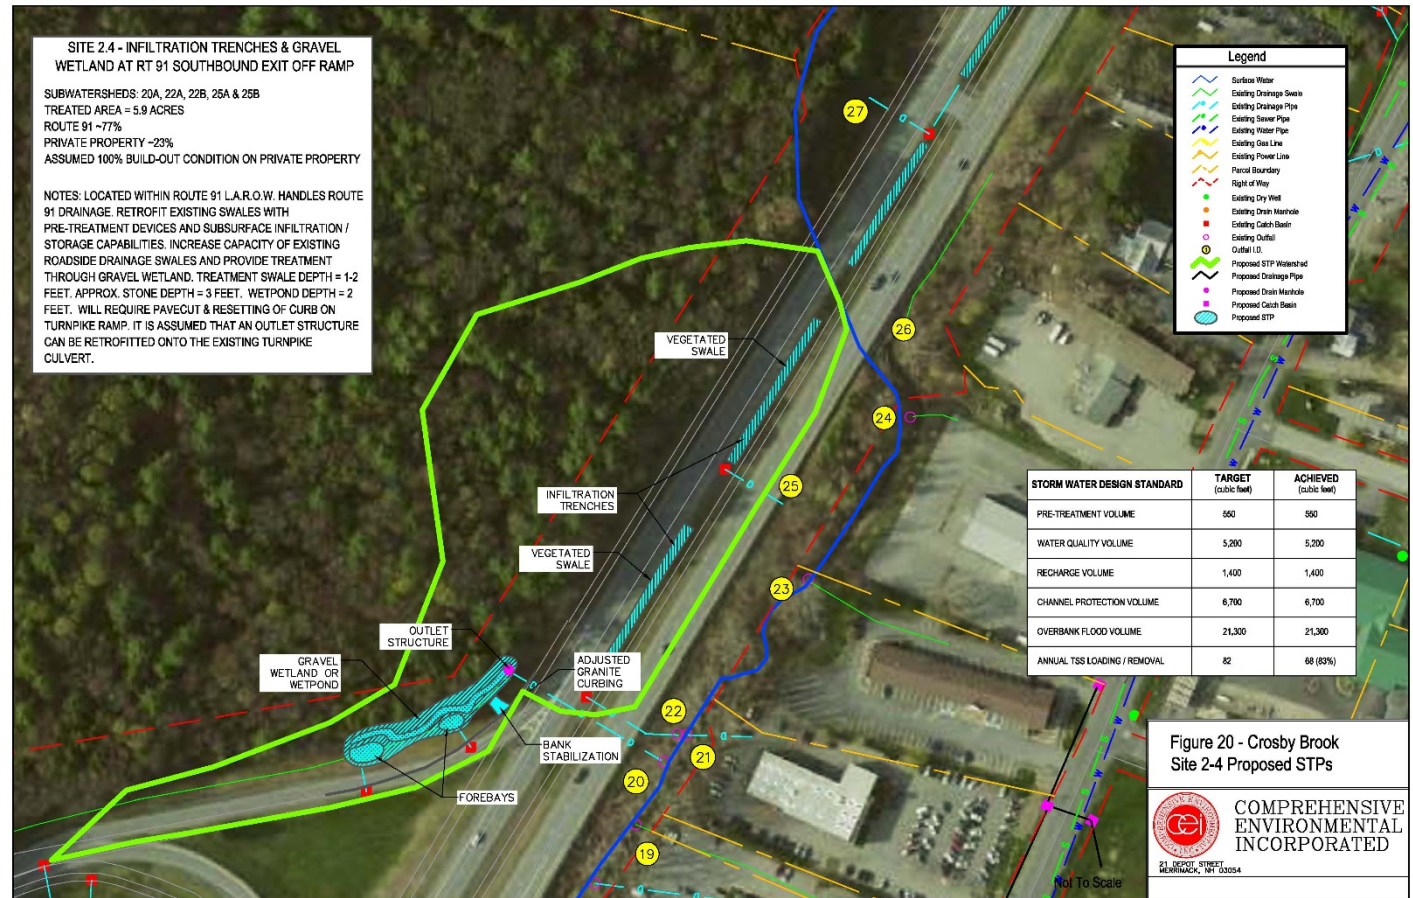 SITE 2.4 - INFILTRATION TRENCHES & GRAVEL
WETLAND AT RT 91 SOUTHBOUND EXIT OFF RAMP
SUBWATERSHEDS: 20A, 22A, 22B, 25A & 25B
TREATED AREA = 5.9 ACRES
ROUTE 91 ~77%
PRIVATE PROPERTY ~23%
ASSUMED 100% BUILD-OUT CONDITION ON PRIVATE PROPERTY
NOTES: LOCATED WITHIN ROUTE 91 L.A.R.O.W. HANDLES ROUTE
91 DRAINAGE. RETROFIT EXISTING SWALES WITH
PRE-TREATMENT DEVICES AND SUBSURFACE INFILTRATION /
STORAGE CAPABILITIES. INCREASE CAPACITY OF EXISTING
ROADSIDE DRAINAGE SWALES AND PROVIDE TREATMENT
THROUGH GRAVEL WETLAND. TREATMENT SWALE DEPTH = 1-2
FEET. APPROX. STONE DEPTH = 3 FEET. WETPOND DEPTH = 2
FEET. WILL REQUIRE PAVECUT & RESETTING OF CURB ON
TURNPIKE RAMP. IT IS ASSUMED THAT AN OUTLET STRUCTURE
CAN BE RETROFITTED ONTO THE EXISTING TURNPIKE
CULVERT.
Legend
Surface Water
Existing Drainage Swale
Existing Drainage Pipe
Existing Sewer Pipe
Existing Water Pipe
Existing Gas Line
Existing Power Line
Parcel Boundary
Right of Way
Existing Dry Well
Existing Drain Manhole
Existing Catch Basin
Existing Outfall
Outfall I.D.
Proposed STP Watershed
Proposed Drainage Pipe
Proposed Drain Manhole
Proposed Catch Basin
Proposed STP
27
26
VEGETATED
SWALE
24
25
INFILTRATION
TRENCHES
VEGETATED
SWALE
23
OUTLET
STRUCTURE
GRAVEL
WETLAND OR
WETPOND
ADJUSTED
GRANITE
CURBING
22
BANK
STABILIZATION
21
20
FOREBAYS
19
STORM WATER DESIGN STANDARD TARGET (cubic feet) ACHIEVED (cubic feet)
PRE-TREATMENT VOLUME 550 550
WATER QUALITY VOLUME 5,200 5,200
RECHARGE VOLUME 1,400 1,400
CHANNEL PROTECTION VOLUME 6,700 6,700
OVERBANK FLOOD VOLUME 21,300 21,300
ANNUAL TSS LOADING / REMOVAL 82 68 (83%)
Figure 20 - Crosby Brook
Site 2-4 Proposed STPs
cei
COMPREHENSIVE
ENVIRONMENTAL
INCORPORATED
21 DEPOT STREET
MERRIMACK, NH 03054
Not To Scale